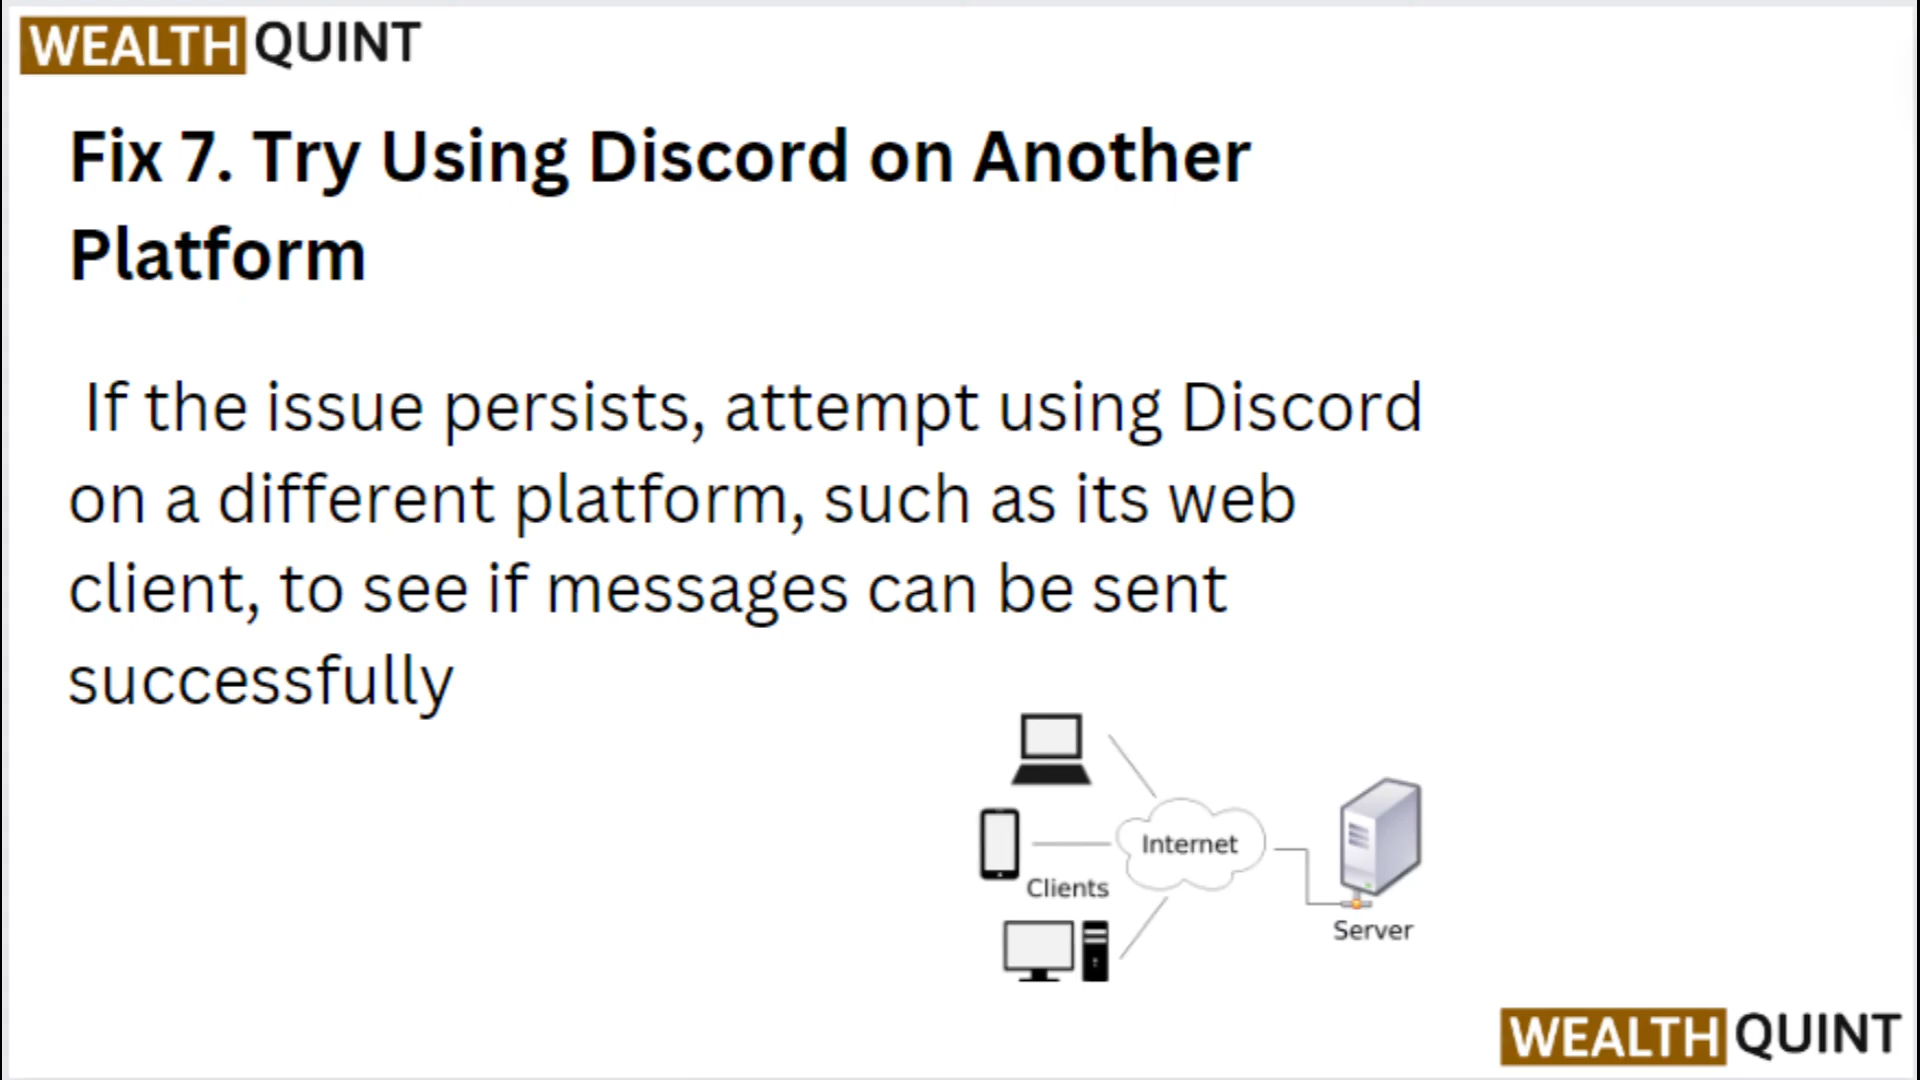 WEALTH QUINT
Fix 7. Try Using Discord on Another
Platform
If the issue persists, attempt using Discord
on a different platform, such as its web
client, to see if messages can be sent
successfully
Internet
Clients
Server
WEALTH QUINT